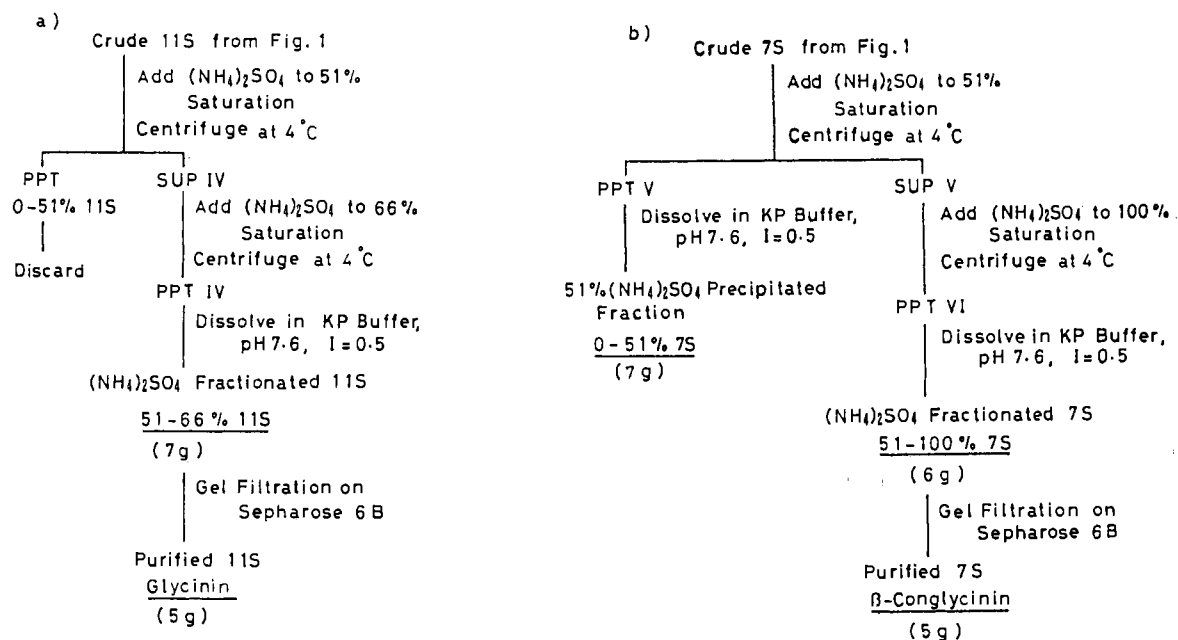 a)
Crude 11S from Fig. 1
Add (NH4)2SO4 to 51%
Saturation
Centrifuge at 4°C
PPT
0-51% 11S
Discard
SUP IV
Add (NH4)2SO4 to 66%
Saturation
Centrifuge at 4°C
PPT IV
Dissolve in KP Buffer,
pH 7·6, I=0·5
(NH4)2SO4 Fractionated 11S
51-66% 11S
(7g)
Gel Filtration on
Sepharose 6B
Purified 11S
Glycinin
(5g)
b)
Crude 7S from Fig. 1
Add (NH4)2SO4 to 51%
Saturation
Centrifuge at 4°C
PPT V
Dissolve in KP Buffer,
pH 7·6, I=0·5
51%(NH4)2SO4 Precipitated
Fraction
0-51% 7S
(7g)
SUP V
Add (NH4)2SO4 to 100%
Saturation
Centrifuge at 4°C
PPT VI
Dissolve in KP Buffer,
pH 7·6, I=0·5
(NH4)2SO4 Fractionated 7S
51-100% 7S
(6g)
Gel Filtration on
Sepharose 6B
Purified 7S
β-Conglycinin
(5g)